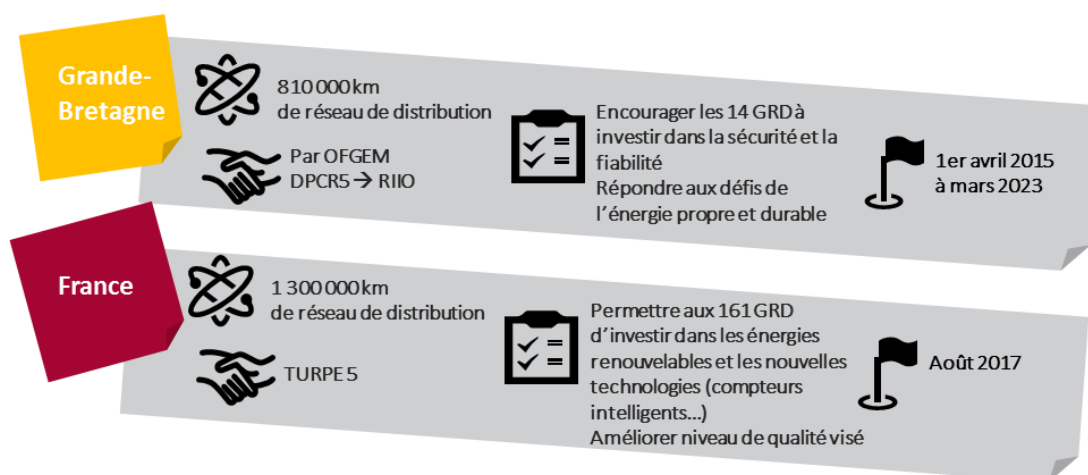 Grande-
Bretagne
810 000 km
de réseau de distribution
Par OFGEM
DPCR5 → RIIO
Encourager les 14 GRD à
investir dans la sécurité et la
fiabilité
Répondre aux défis de
l'énergie propre et durable
1er avril 2015
à mars 2023
France
1 300 000 km
de réseau de distribution
TURPE 5
Permettre aux 161 GRD
d'investir dans les énergies
renouvelables et les nouvelles
technologies (compteurs
intelligents...)
Améliorer niveau de qualité visé
Août 2017